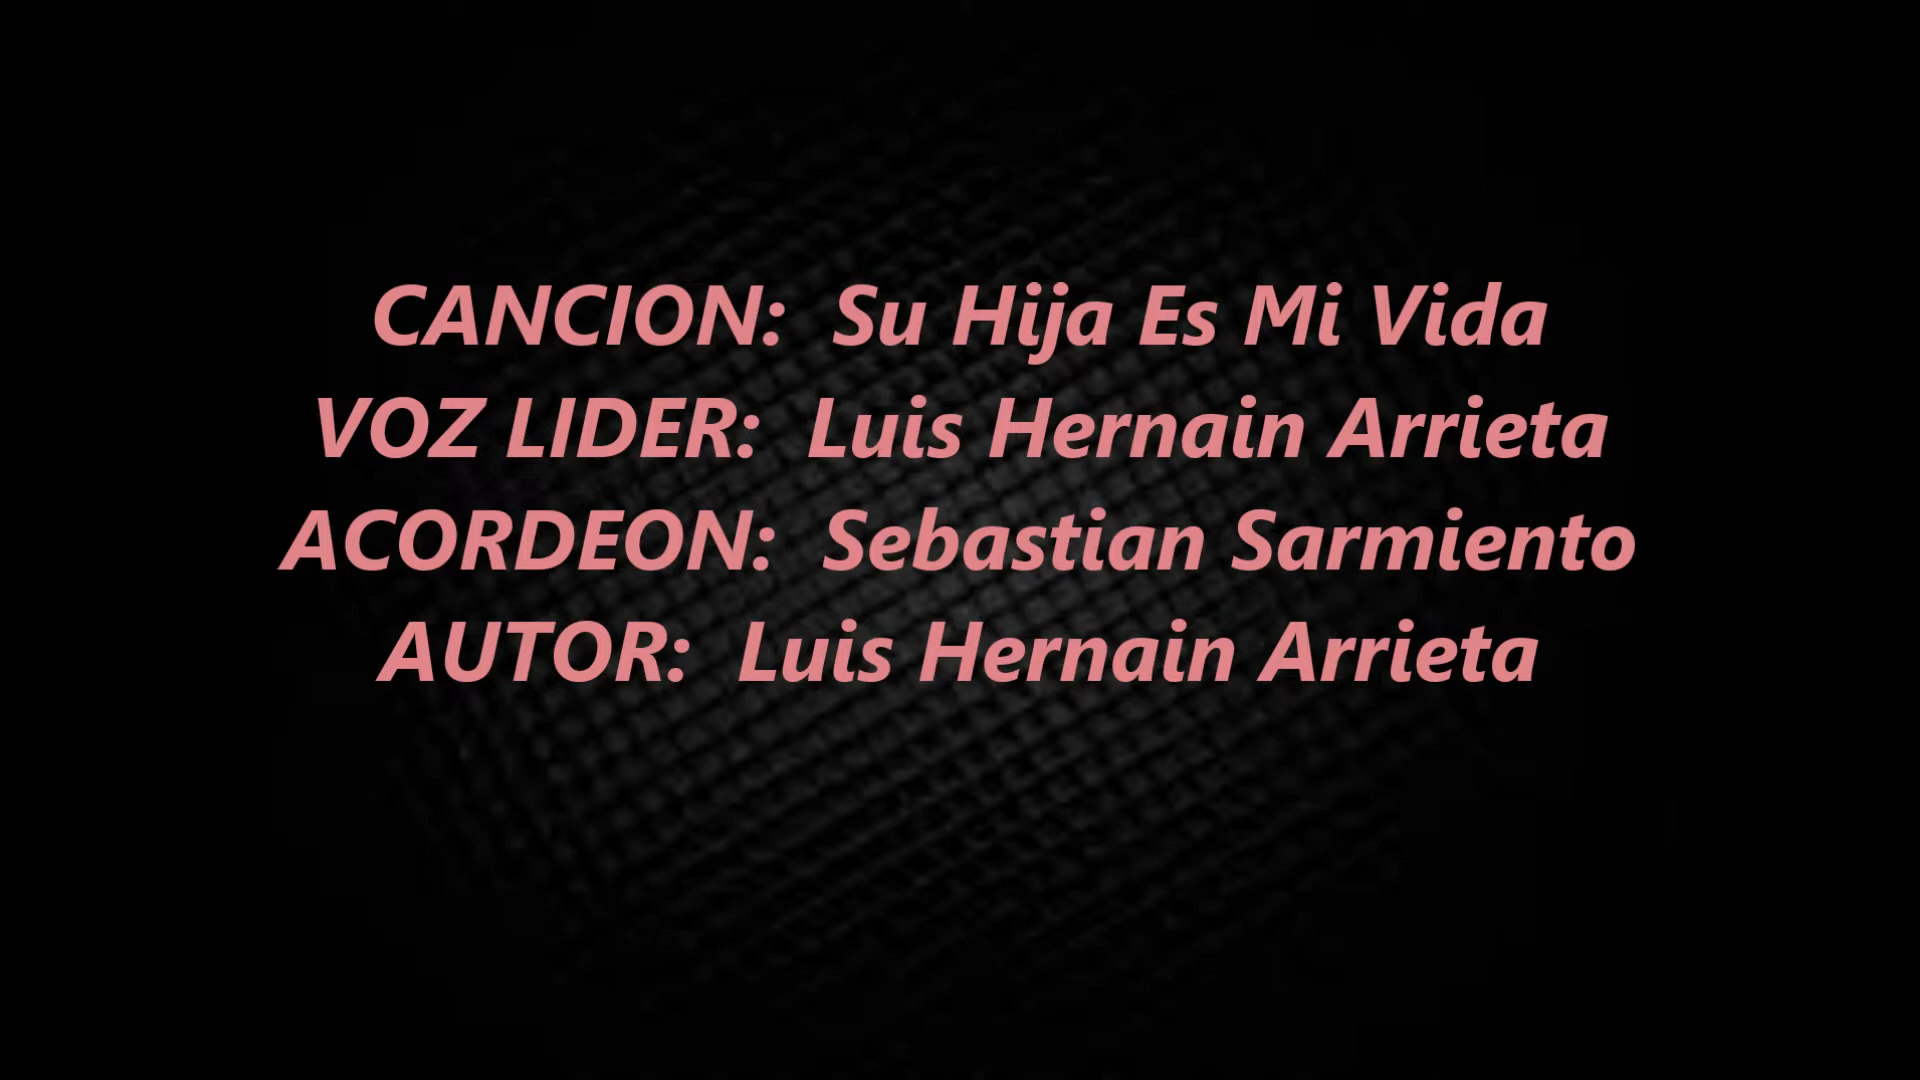 CANCION: Su Hija Es Mi Vida
VOZ LIDER: Luis Hernain Arrieta
ACORDEON: Sebastian Sarmiento
AUTOR: Luis Hernain Arrieta